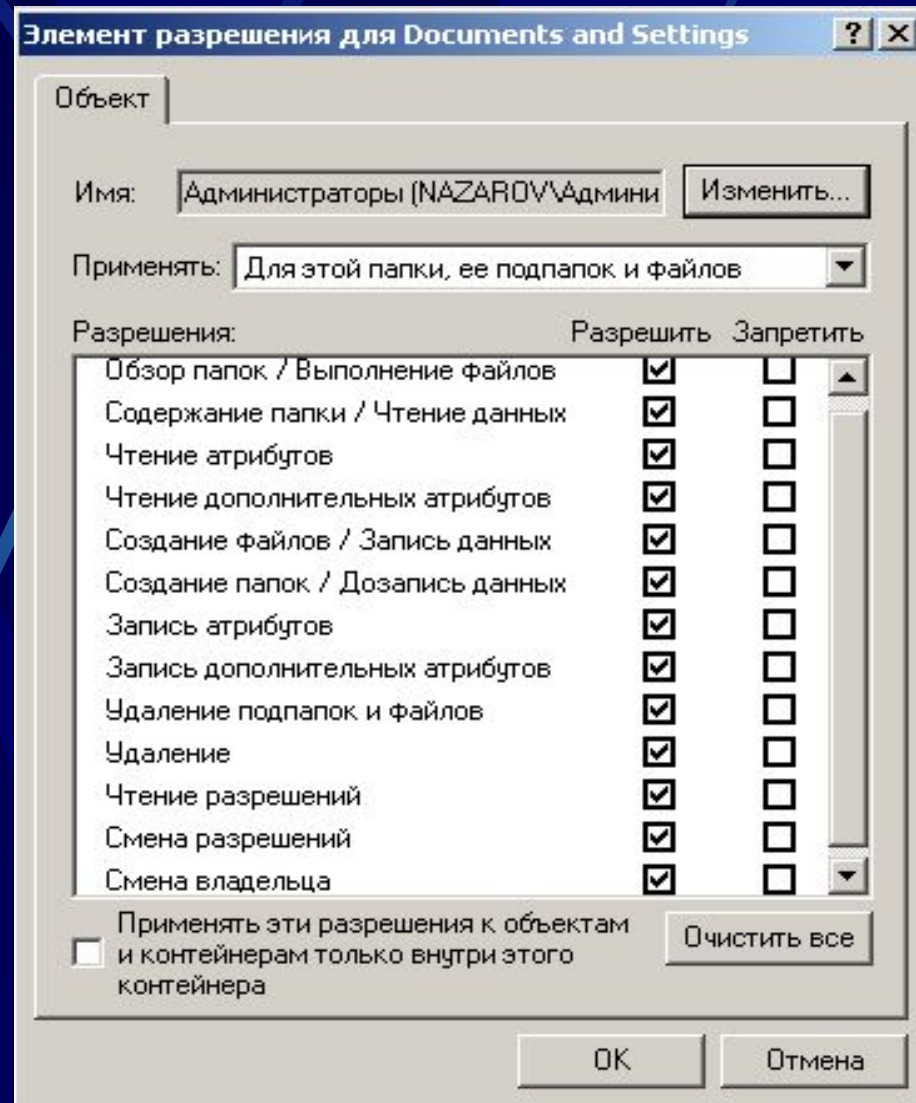 Элемент разрешения для Documents and Settings
Объект
Имя: Администраторы (NAZAROV\Админи Изменить...
Применять: Для этой папки, ее подпапок и файлов
Разрешения: Разрешить Запретить
Обзор папок / Выполнение файлов
Содержание папки / Чтение данных
Чтение атрибутов
Чтение дополнительных атрибутов
Создание файлов / Запись данных
Создание папок / Дозапись данных
Запись атрибутов
Запись дополнительных атрибутов
Удаление подпапок и файлов
Удаление
Чтение разрешений
Смена разрешений
Смена владельца
Применять эти разрешения к объектам
и контейнерам только внутри этого
контейнера
Очистить все
OK Отмена